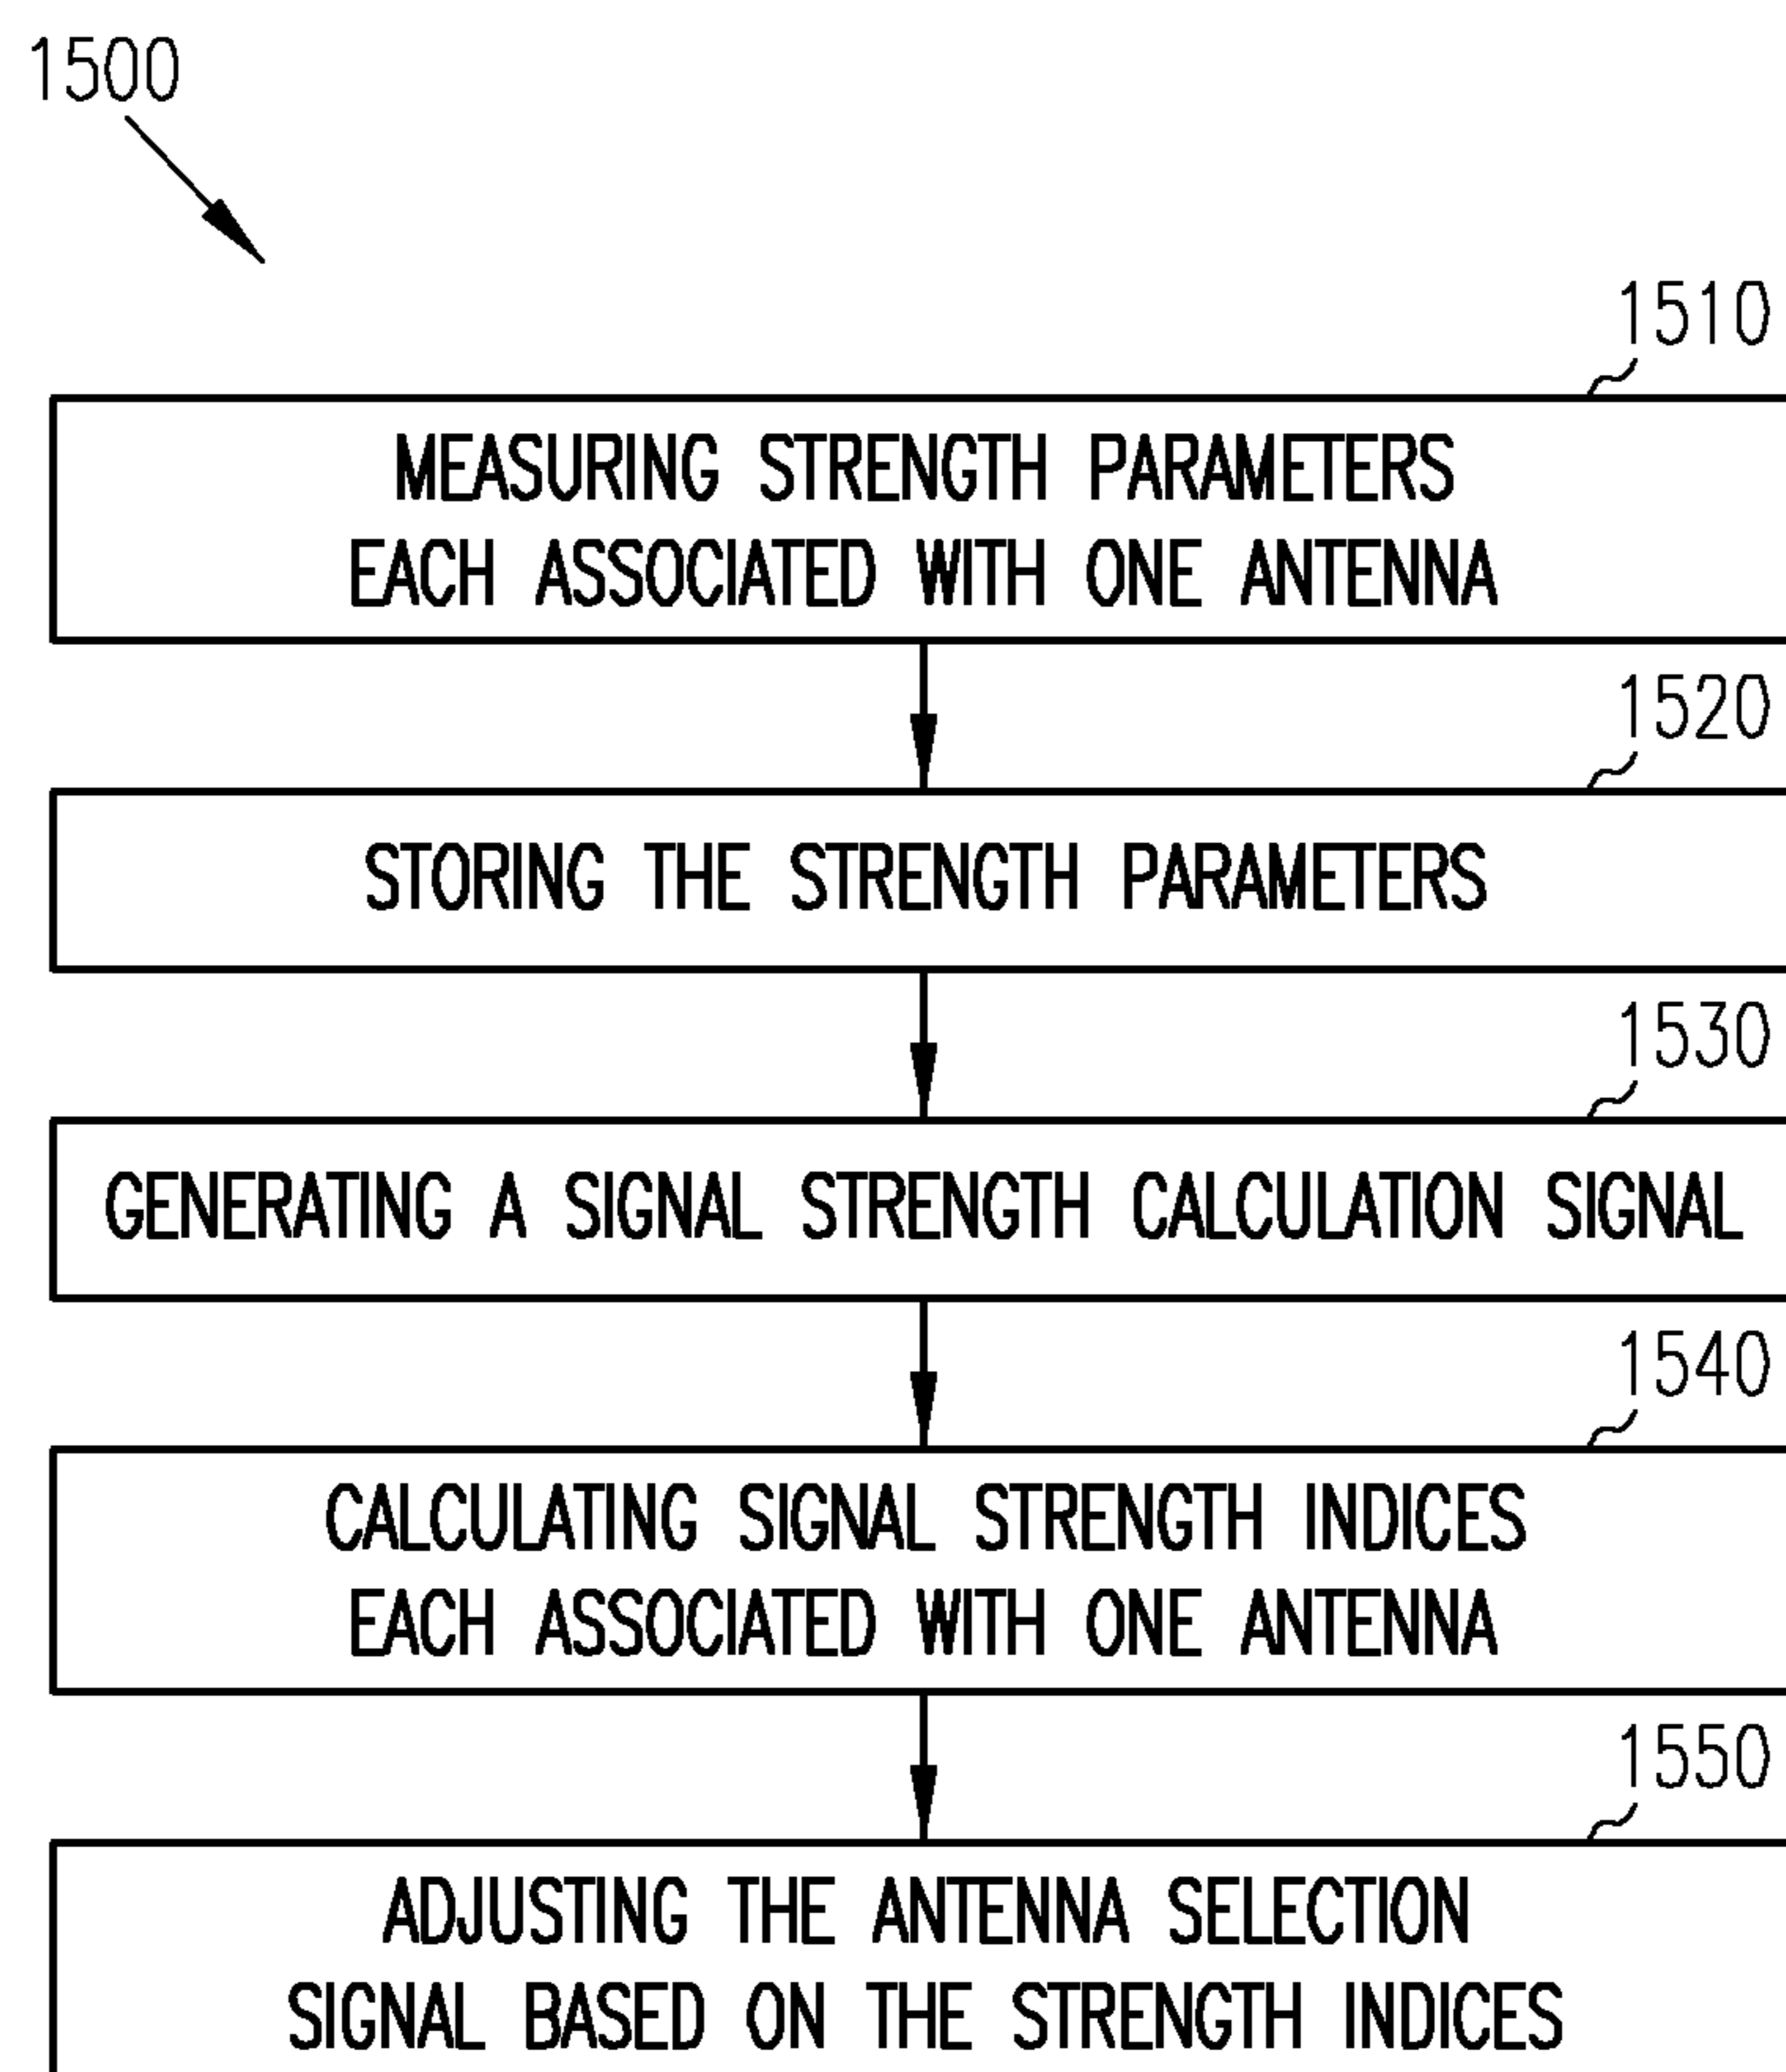 1500
1510
MEASURING STRENGTH PARAMETERS
EACH ASSOCIATED WITH ONE ANTENNA
1520
STORING THE STRENGTH PARAMETERS
1530
GENERATING A SIGNAL STRENGTH CALCULATION SIGNAL
1540
CALCULATING SIGNAL STRENGTH INDICES
EACH ASSOCIATED WITH ONE ANTENNA
1550
ADJUSTING THE ANTENNA SELECTION
SIGNAL BASED ON THE STRENGTH INDICES